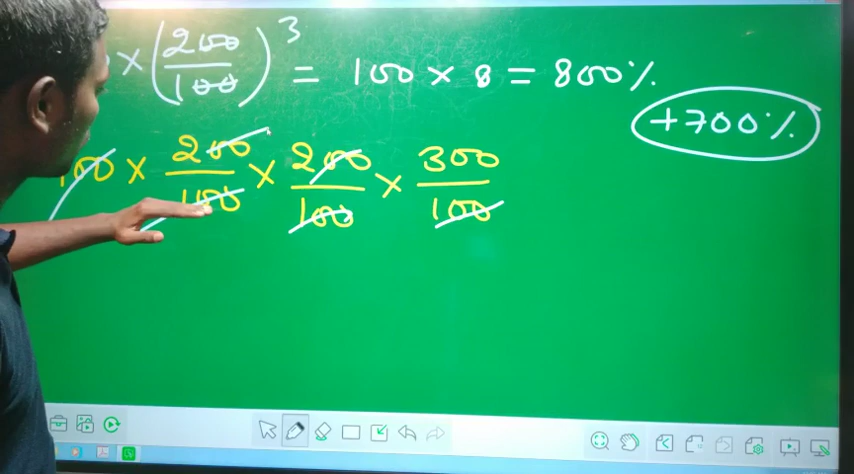 × (200/100)³ = 100 × 8 = 800%
+700%
100 × 200/100 × 200/100 × 300/100